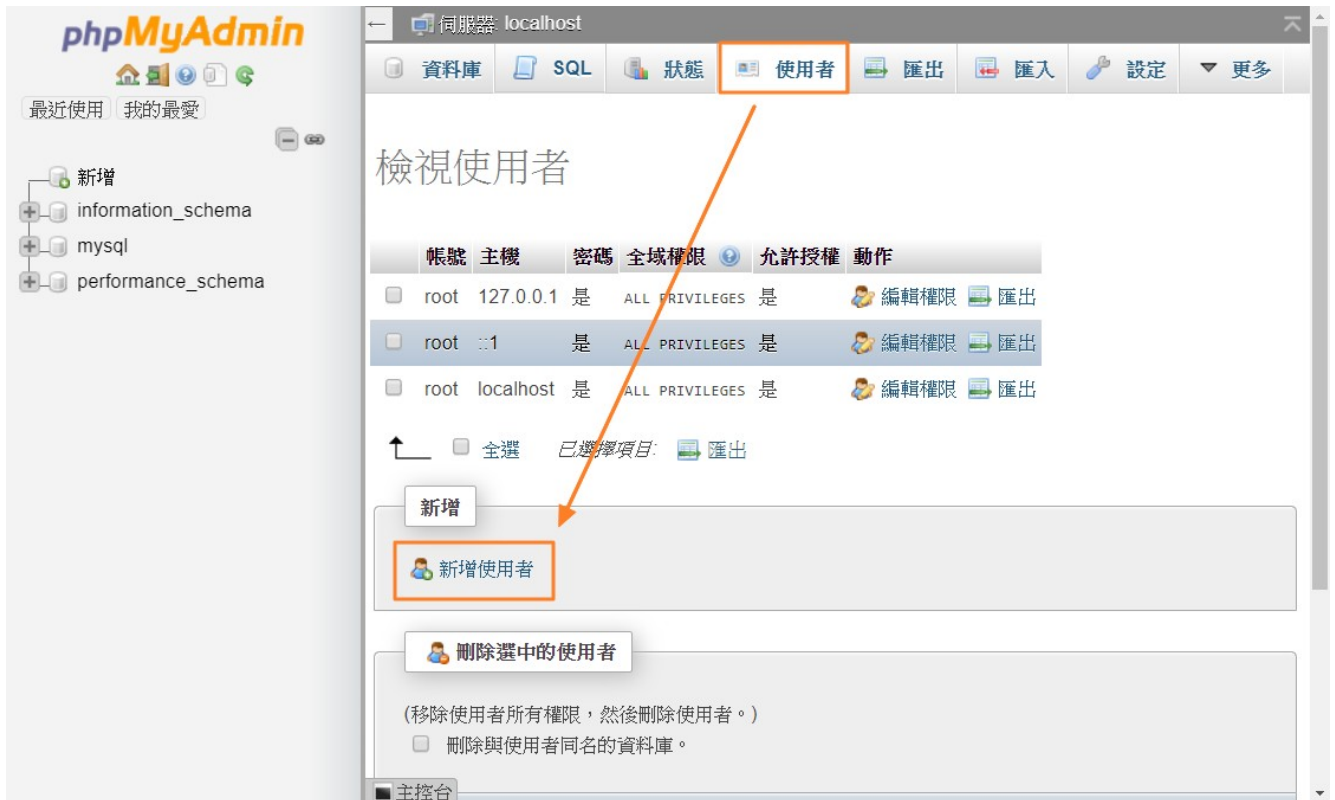 phpMyAdmin
最近使用 我的最愛
新增
information_schema
mysql
performance_schema
伺服器: localhost
資料庫 SQL 狀態 使用者 匯出 匯入 設定 更多
檢視使用者
帳號 主機 密碼 全域權限 允許授權 動作
root 127.0.0.1 是 ALL PRIVILEGES 是 編輯權限 匯出
root ::1 是 ALL PRIVILEGES 是 編輯權限 匯出
root localhost 是 ALL PRIVILEGES 是 編輯權限 匯出
全選 已選擇項目: 匯出
新增
新增使用者
刪除選中的使用者
(移除使用者所有權限，然後刪除使用者。)
刪除與使用者同名的資料庫。
主控台